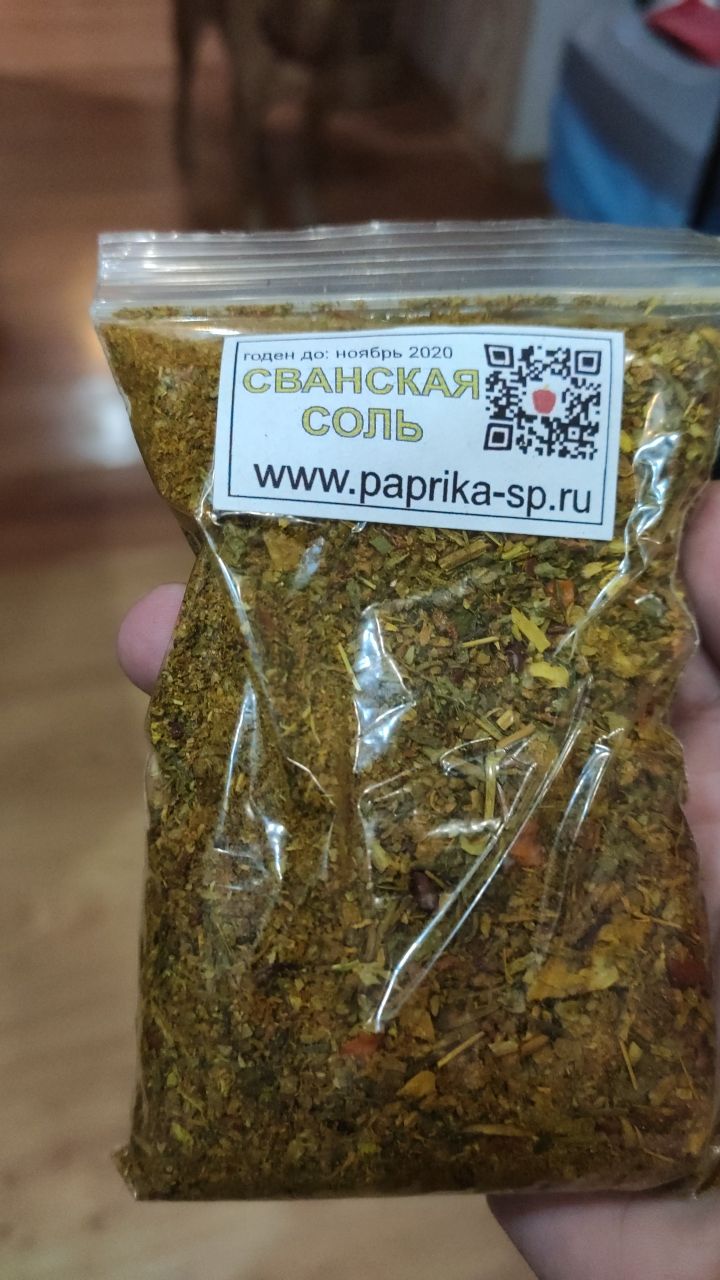 годен до: ноябрь 2020
СВАНСКАЯ
СОЛЬ
www.paprika-sp.ru